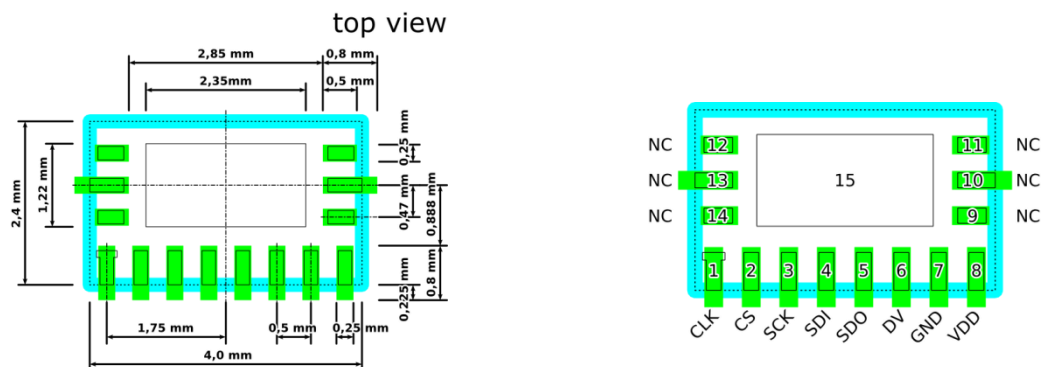 top view
2,85 mm
0,8 mm
2,35mm
0,5 mm
0,25 mm
2,4 mm
1,22 mm
0,47 mm
0,888 mm
0,8 mm
0,225 mm
1,75 mm
0,5 mm
0,25 mm
4,0 mm
NC 12 11 NC
NC 13 15 10 NC
NC 14 9 NC
1 2 3 4 5 6 7 8
CLK CS SCK SDI SDO DV GND VDD